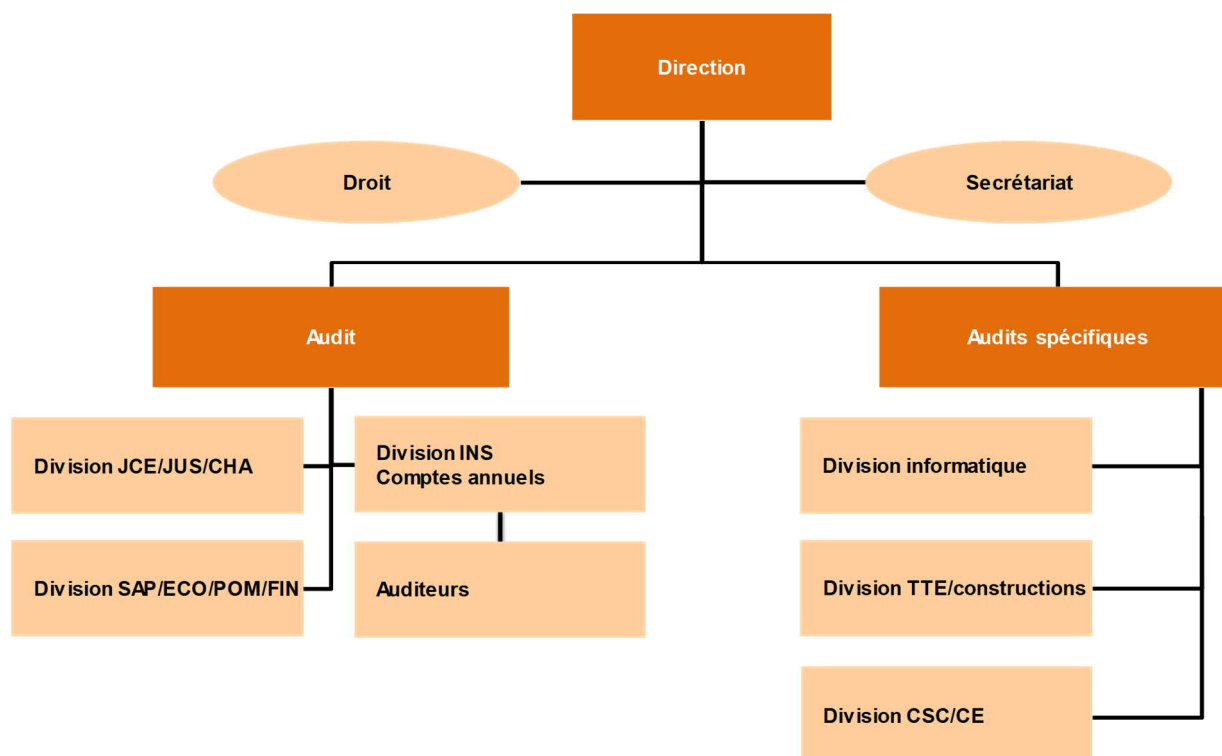 Direction
Droit
Secrétariat
Audit
Audits spécifiques
Division JCE/JUS/CHA
Division INS
Comptes annuels
Division informatique
Division SAP/ECO/POM/FIN
Auditeurs
Division TTE/constructions
Division CSC/CE